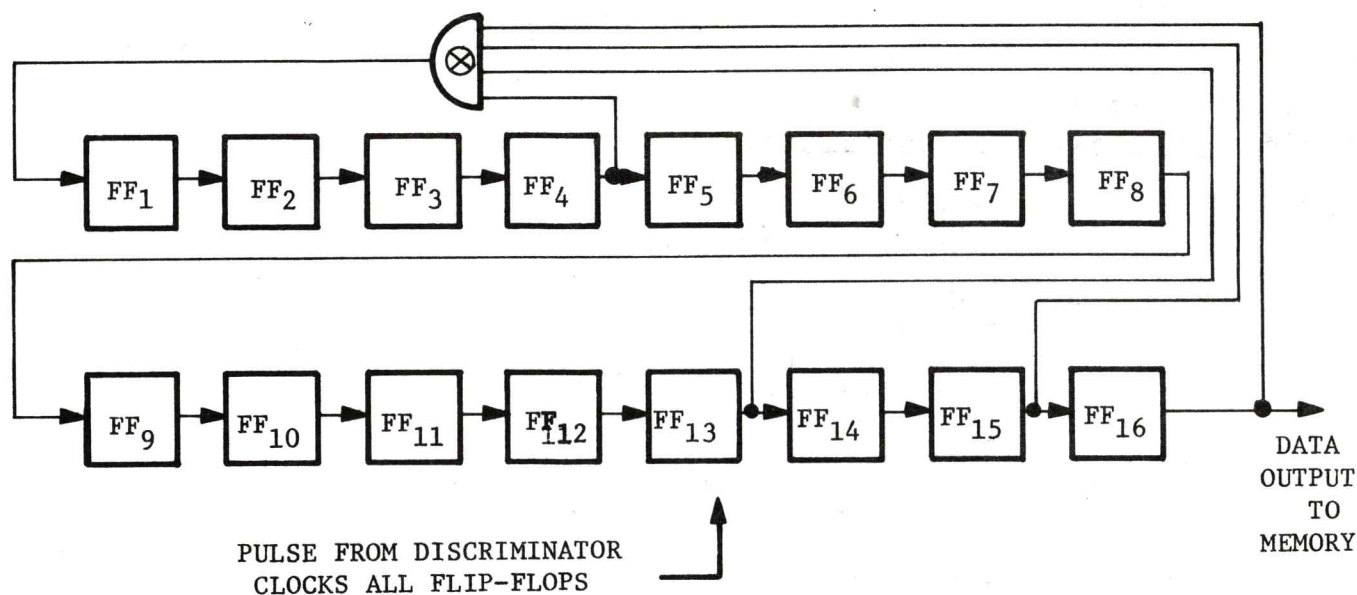 FF1 FF2 FF3 FF4 FF5 FF6 FF7 FF8
FF9 FF10 FF11 FF12 FF13 FF14 FF15 FF16
DATA
OUTPUT
TO
MEMORY
PULSE FROM DISCRIMINATOR
CLOCKS ALL FLIP-FLOPS